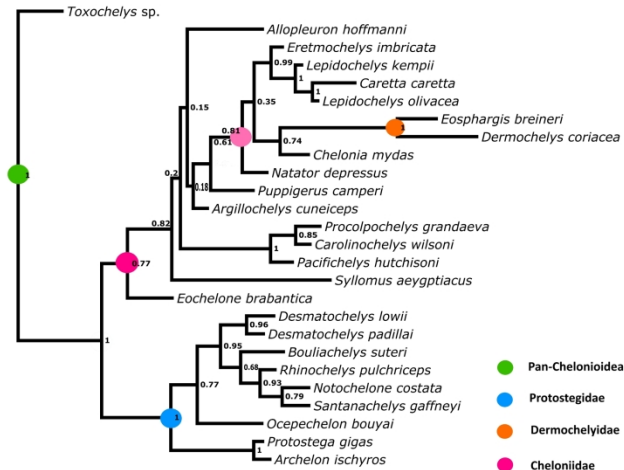 Toxochelys sp.
Allopleuron hoffmanni
Eretmochelys imbricata
0.99
Lepidochelys kempii
1
Caretta caretta
1
0.15
0.35
Lepidochelys olivacea
Eosphargis breineri
1
0.81
0.61
0.74
Dermochelys coriacea
Chelonia mydas
1
0.2
0.18
Natator depressus
Puppigerus camperi
Argillochelys cuneiceps
0.82
Procolpochelys grandaeva
0.85
Carolinochelys wilsoni
1
0.77
Pacifichelys hutchisoni
Syllomus aeygptiacus
Eochelone brabantica
Desmatochelys lowii
0.96
1
Desmatochelys padillai
0.95
Bouliachelys suteri
0.68
Rhinochelys pulchriceps
Pan-Chelonioidea
0.77
0.93
Notochelone costata
0.79
Protostegidae
Santanachelys gaffneyi
1
Ocepechelon bouyai
Dermochelyidae
Protostega gigas
1
Archelon ischyros
Cheloniidae